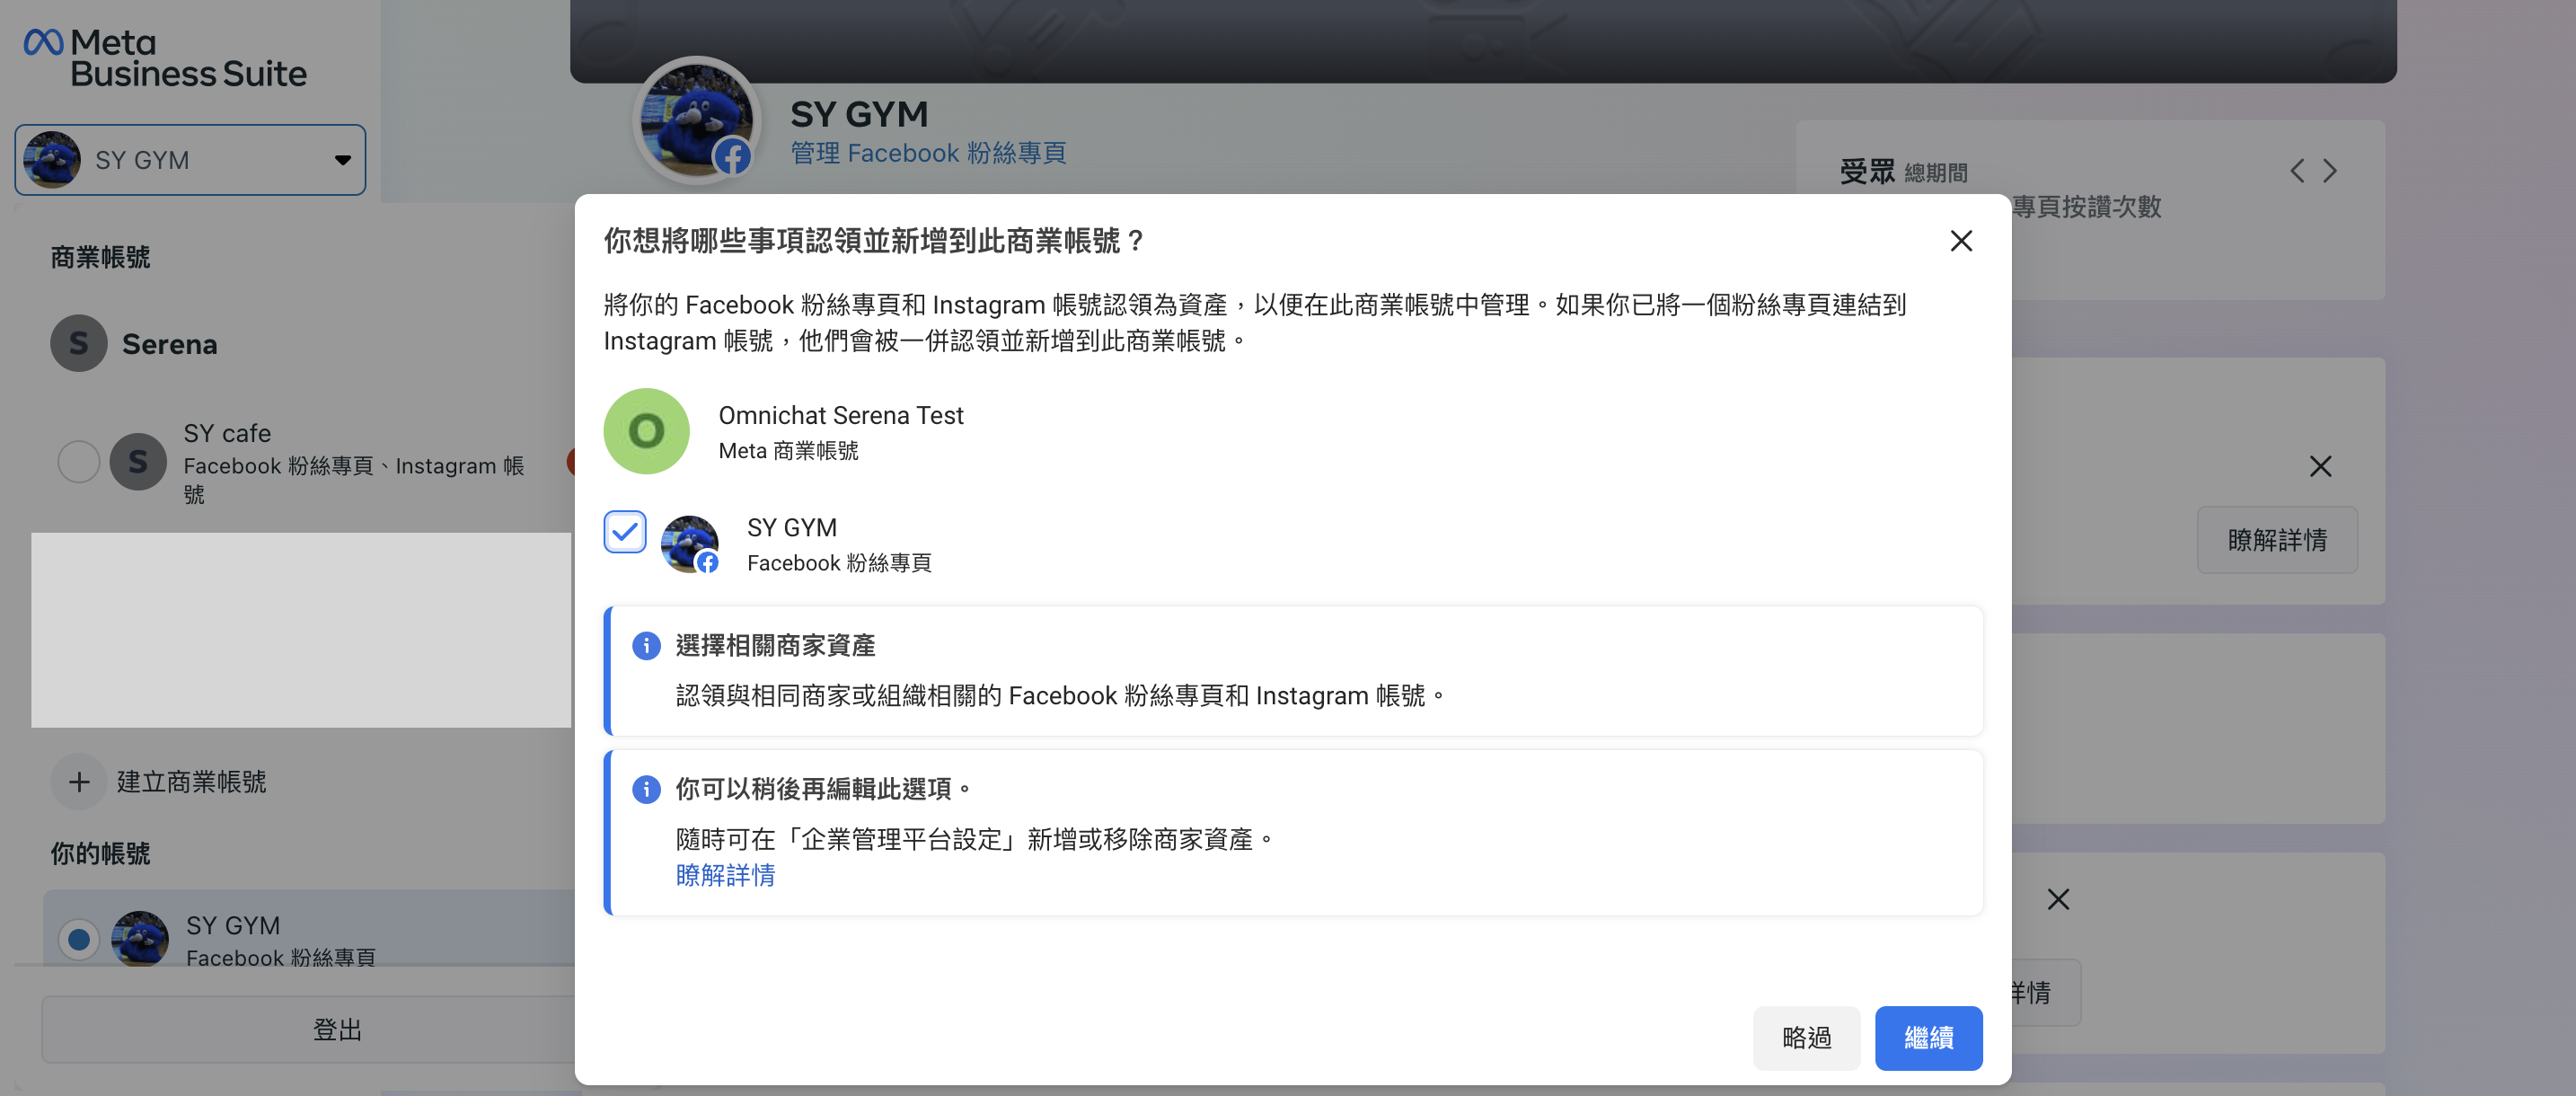 Meta
Business Suite
SY GYM
商業帳號
S
Serena
S
SY cafe
Facebook 粉絲專頁、Instagram 帳
號
建立商業帳號
你的帳號
SY GYM
Facebook 粉絲專頁
登出
SY GYM
管理 Facebook 粉絲專頁
受眾 總期間
專頁按讚次數
瞭解詳情
詳情
你想將哪些事項認領並新增到此商業帳號？
將你的 Facebook 粉絲專頁和 Instagram 帳號認領為資產，以便在此商業帳號中管理。如果你已將一個粉絲專頁連結到
Instagram 帳號，他們會被一併認領並新增到此商業帳號。
O
Omnichat Serena Test
Meta 商業帳號
SY GYM
Facebook 粉絲專頁
選擇相關商家資產
認領與相同商家或組織相關的 Facebook 粉絲專頁和 Instagram 帳號。
你可以稍後再編輯此選項。
隨時可在「企業管理平台設定」新增或移除商家資產。
瞭解詳情
略過
繼續